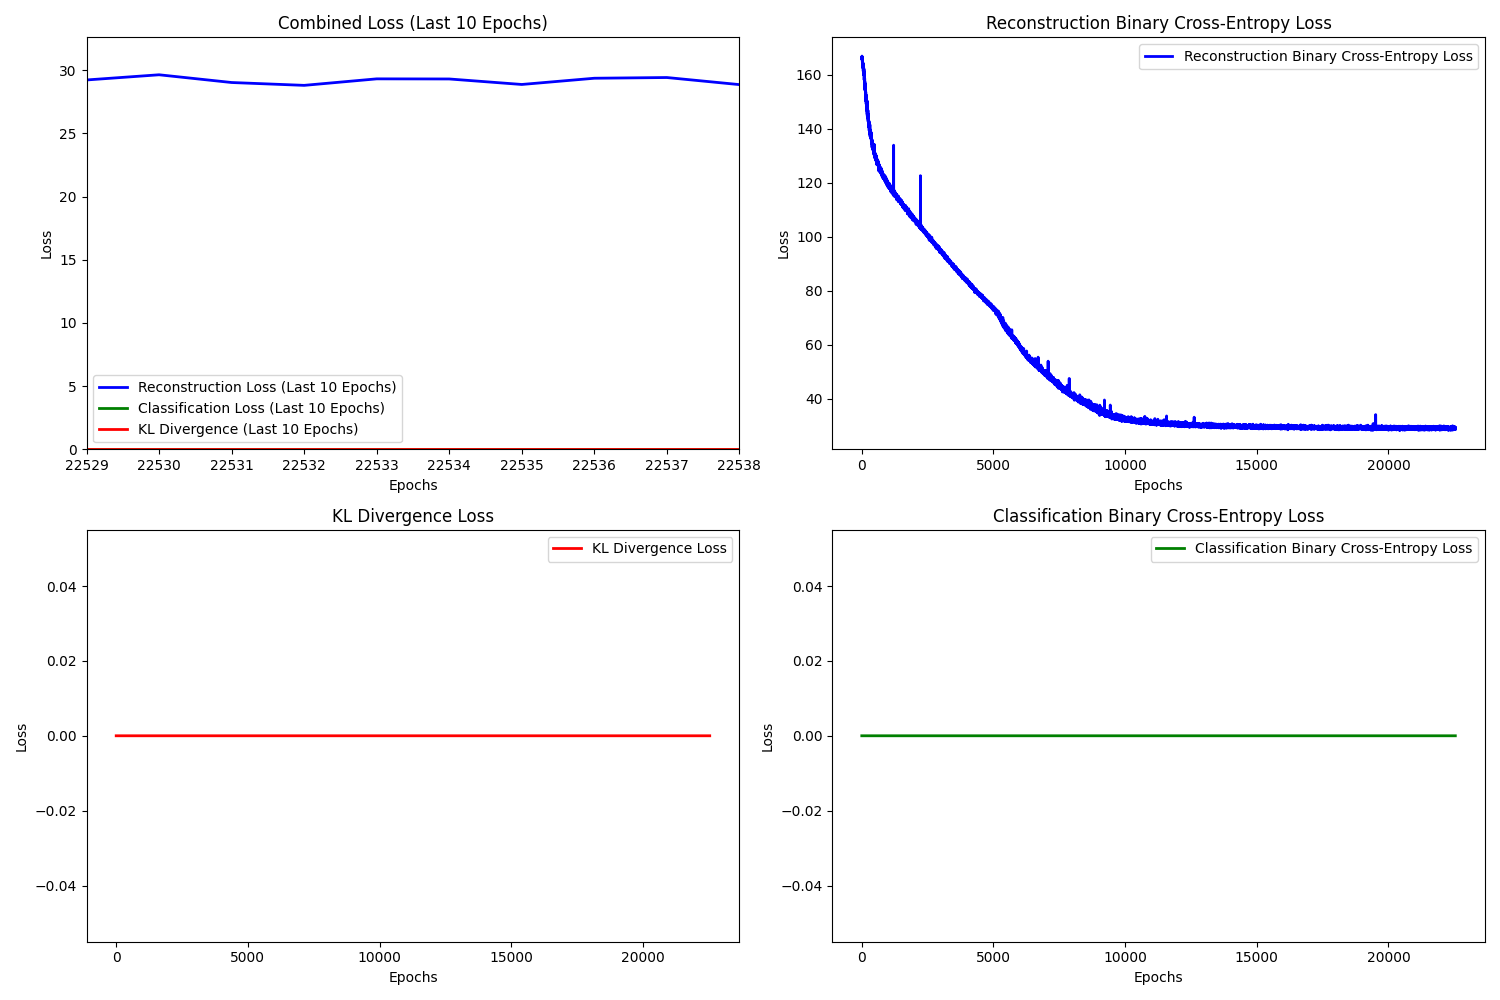 Combined Loss (Last 10 Epochs)
30
25
20
15
10
5
0
Loss
Reconstruction Loss (Last 10 Epochs)
Classification Loss (Last 10 Epochs)
KL Divergence (Last 10 Epochs)
22529 22530 22531 22532 22533 22534 22535 22536 22537 22538
Epochs
Reconstruction Binary Cross-Entropy Loss
Reconstruction Binary Cross-Entropy Loss
160
140
120
100
80
60
40
Loss
0 5000 10000 15000 20000
Epochs
KL Divergence Loss
KL Divergence Loss
0.04
0.02
0.00
−0.02
−0.04
Loss
0 5000 10000 15000 20000
Epochs
Classification Binary Cross-Entropy Loss
Classification Binary Cross-Entropy Loss
0.04
0.02
0.00
−0.02
−0.04
Loss
0 5000 10000 15000 20000
Epochs